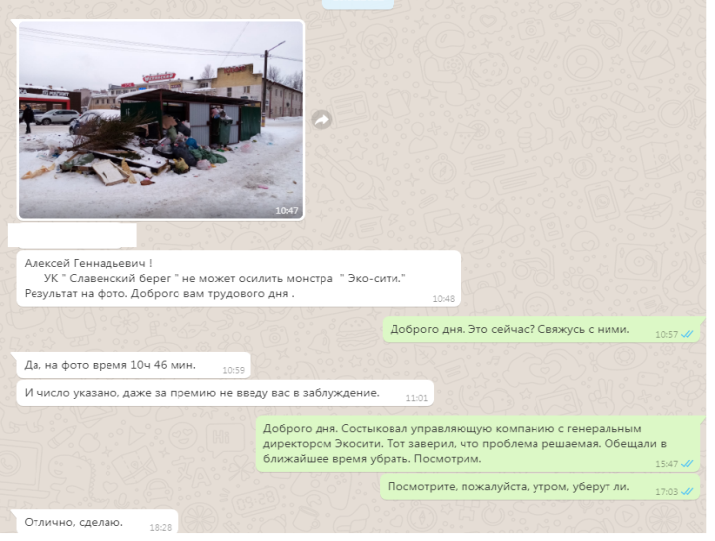 10:47
Алексей Геннадьевич !
УК " Славенский берег " не может осилить монстра " Эко-сити."
Результат на фото. Доброго вам трудового дня .
10:48
Доброго дня. Это сейчас? Свяжусь с ними.
10:57
Да, на фото время 10ч 46 мин.
10:59
И число указано, даже за премию не введу вас в заблуждение.
11:01
Доброго дня. Состыковал управляющую компанию с генеральным
директором Экосити. Тот заверил, что проблема решаемая. Обещали в
ближайшее время убрать. Посмотрим.
15:47
Посмотрите, пожалуйста, утром, уберут ли.
17:03
Отлично, сделаю.
18:28